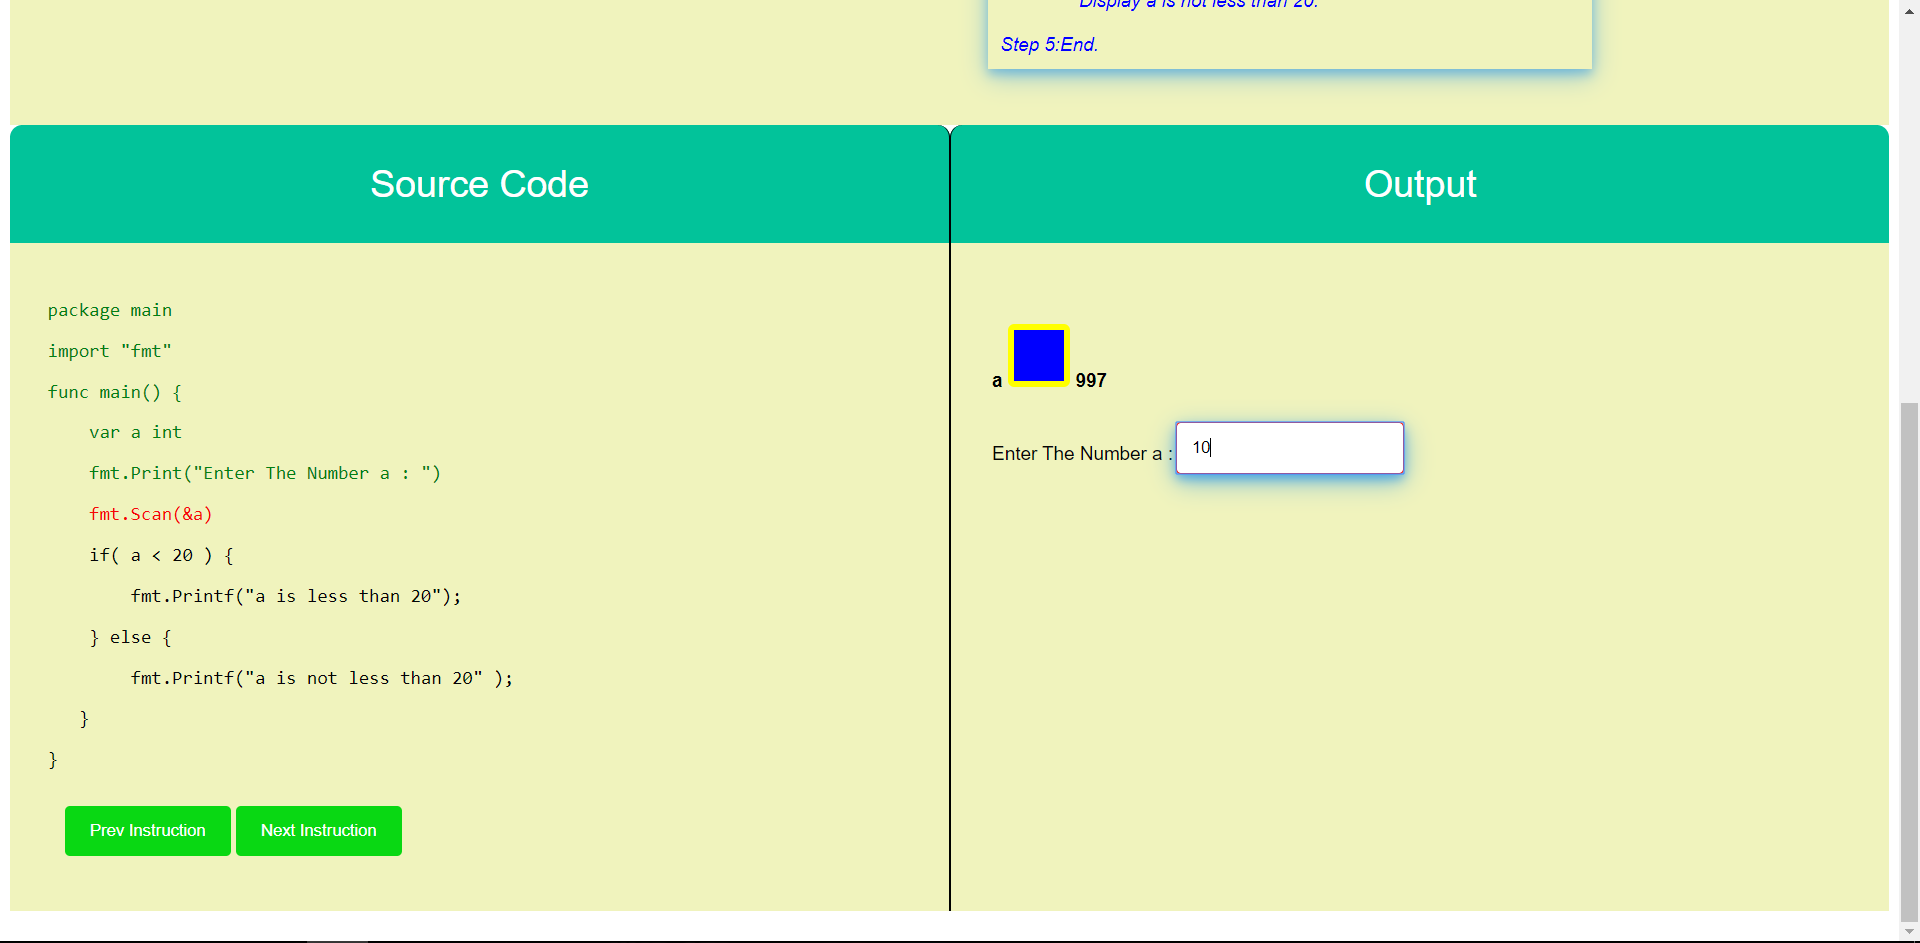 Display a is not less than 20.
Step 5:End.
Source Code
Output
package main
import "fmt"
func main() {
var a int
fmt.Print("Enter The Number a : ")
fmt.Scan(&a)
if( a < 20 ) {
fmt.Printf("a is less than 20");
} else {
fmt.Printf("a is not less than 20" );
}
}
Prev Instruction
Next Instruction
a 997
Enter The Number a : 10